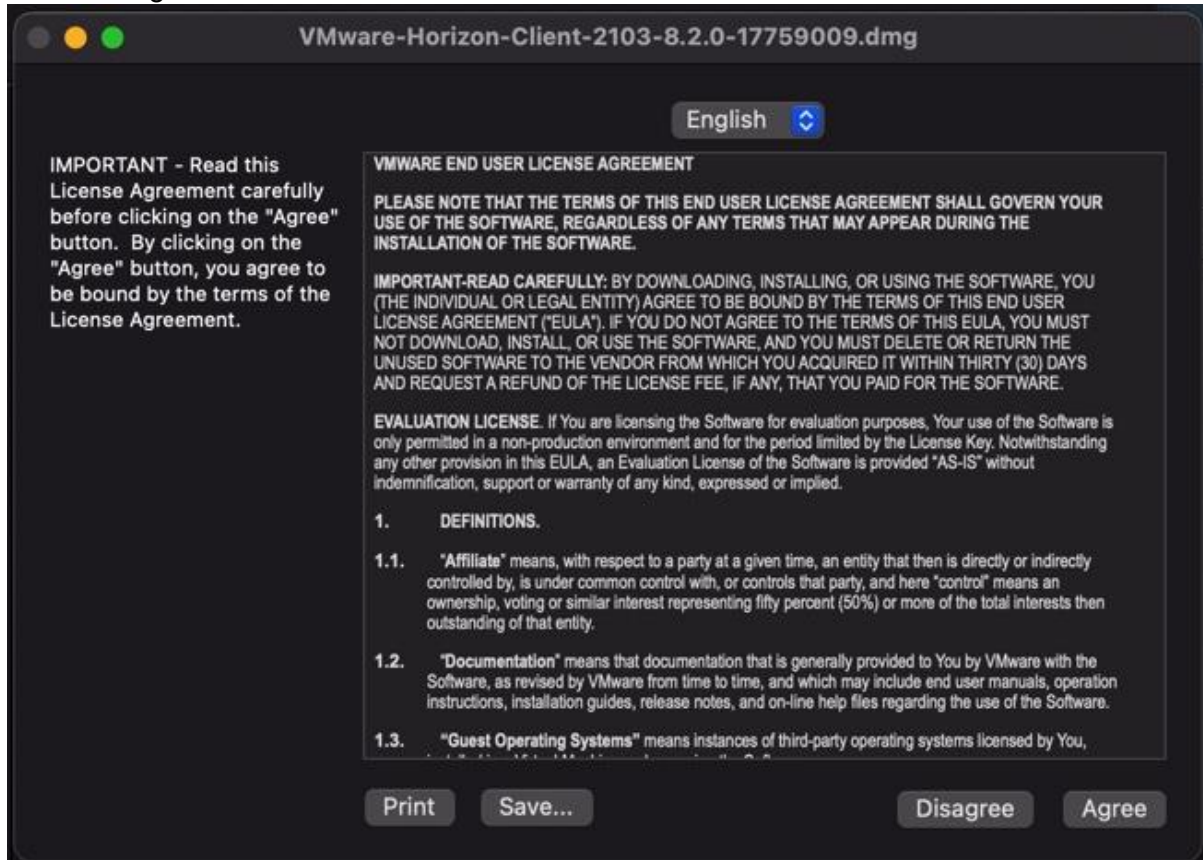 VMware-Horizon-Client-2103-8.2.0-17759009.dmg
English
IMPORTANT - Read this
License Agreement carefully
before clicking on the "Agree"
button.  By clicking on the
"Agree" button, you agree to
be bound by the terms of the
License Agreement.
VMWARE END USER LICENSE AGREEMENT
PLEASE NOTE THAT THE TERMS OF THIS END USER LICENSE AGREEMENT SHALL GOVERN YOUR
USE OF THE SOFTWARE, REGARDLESS OF ANY TERMS THAT MAY APPEAR DURING THE
INSTALLATION OF THE SOFTWARE.
IMPORTANT-READ CAREFULLY: BY DOWNLOADING, INSTALLING, OR USING THE SOFTWARE, YOU
(THE INDIVIDUAL OR LEGAL ENTITY) AGREE TO BE BOUND BY THE TERMS OF THIS END USER
LICENSE AGREEMENT ("EULA"). IF YOU DO NOT AGREE TO THE TERMS OF THIS EULA, YOU MUST
NOT DOWNLOAD, INSTALL, OR USE THE SOFTWARE, AND YOU MUST DELETE OR RETURN THE
UNUSED SOFTWARE TO THE VENDOR FROM WHICH YOU ACQUIRED IT WITHIN THIRTY (30) DAYS
AND REQUEST A REFUND OF THE LICENSE FEE, IF ANY, THAT YOU PAID FOR THE SOFTWARE.
EVALUATION LICENSE. If You are licensing the Software for evaluation purposes, Your use of the Software is
only permitted in a non-production environment and for the period limited by the License Key. Notwithstanding
any other provision in this EULA, an Evaluation License of the Software is provided "AS-IS" without
indemnification, support or warranty of any kind, expressed or implied.
1. DEFINITIONS.
1.1. "Affiliate" means, with respect to a party at a given time, an entity that then is directly or indirectly
controlled by, is under common control with, or controls that party, and here "control" means an
ownership, voting or similar interest representing fifty percent (50%) or more of the total interests then
outstanding of that entity.
1.2. "Documentation" means that documentation that is generally provided to You by VMware with the
Software, as revised by VMware from time to time, and which may include end user manuals, operation
instructions, installation guides, release notes, and on-line help files regarding the use of the Software.
1.3. "Guest Operating Systems" means instances of third-party operating systems licensed by You,
Print Save... Disagree Agree